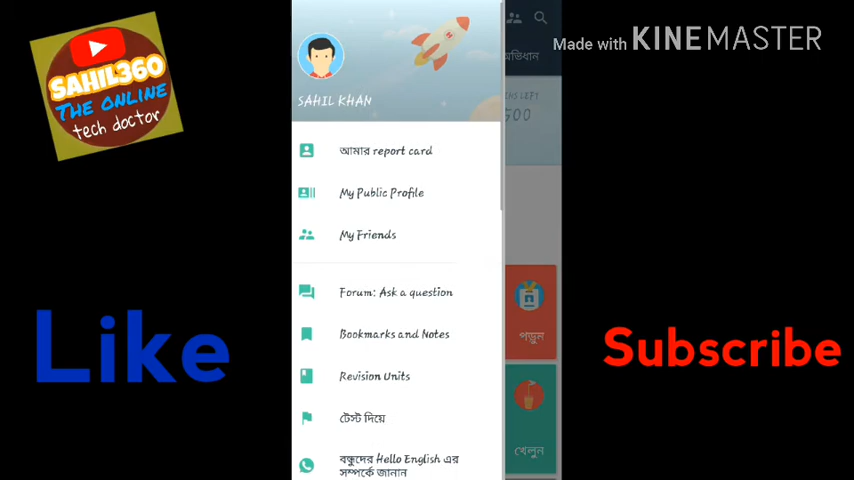 SAHIL360
The ONLINE
tech doctor
Made with KINEMASTER
SAHIL KHAN
আমার report card
My Public Profile
My Friends
Forum: Ask a question
Bookmarks and Notes
Revision Units
টেস্ট দিয়ে
বন্ধুদের Hello English এর
সম্পর্কে জানান
পড়ুন
খেলুন
Like
Subscribe